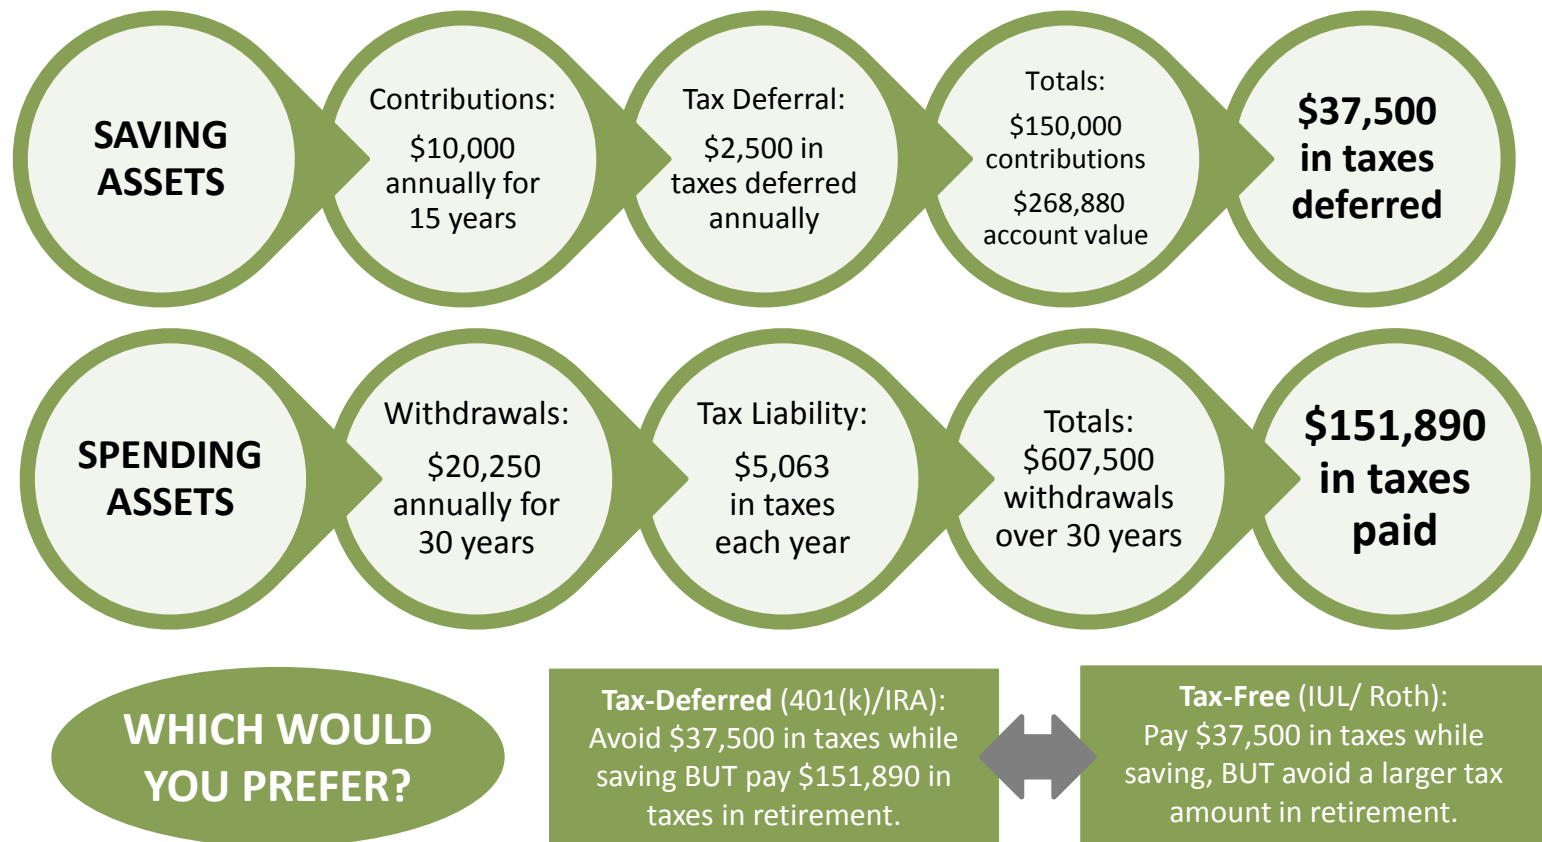 SAVING
ASSETS
Contributions:
$10,000
annually for
15 years
Tax Deferral:
$2,500 in
taxes deferred
annually
Totals:
$150,000
contributions
$268,880
account value
$37,500
in taxes
deferred
SPENDING
ASSETS
Withdrawals:
$20,250
annually for
30 years
Tax Liability:
$5,063
in taxes
each year
Totals:
$607,500
withdrawals
over 30 years
$151,890
in taxes
paid
WHICH WOULD
YOU PREFER?
Tax-Deferred (401(k)/IRA):
Avoid $37,500 in taxes while
saving BUT pay $151,890 in
taxes in retirement.
Tax-Free (IUL/ Roth):
Pay $37,500 in taxes while
saving, BUT avoid a larger tax
amount in retirement.